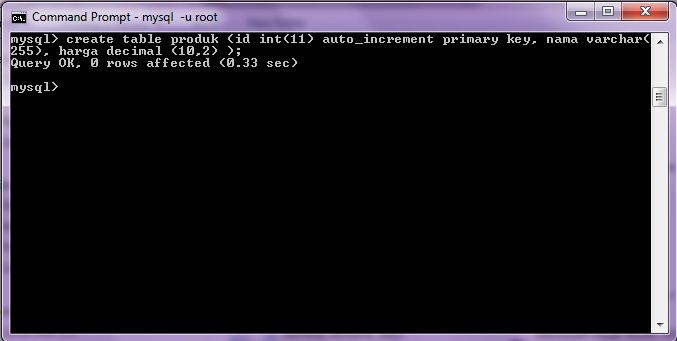 Command Prompt - mysql  -u root
mysql> create table produk (id int(11) auto_increment primary key, nama varchar(
255), harga decimal (10,2) );
Query OK, 0 rows affected (0.33 sec)
mysql>